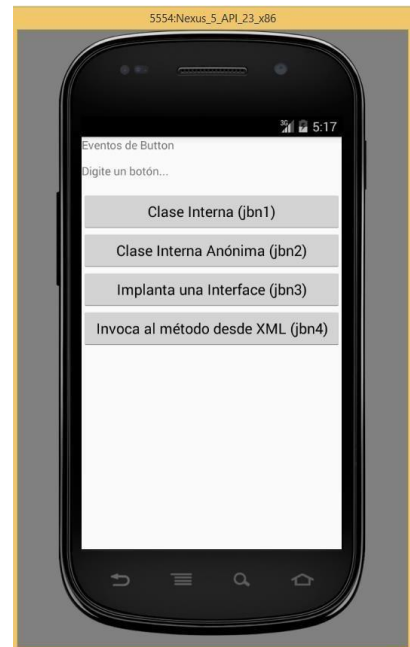 5554:Nexus_5_API_23_x86
3G 5:17
Eventos de Button
Digite un botón...
Clase Interna (jbn1)
Clase Interna Anónima (jbn2)
Implanta una Interface (jbn3)
Invoca al método desde XML (jbn4)